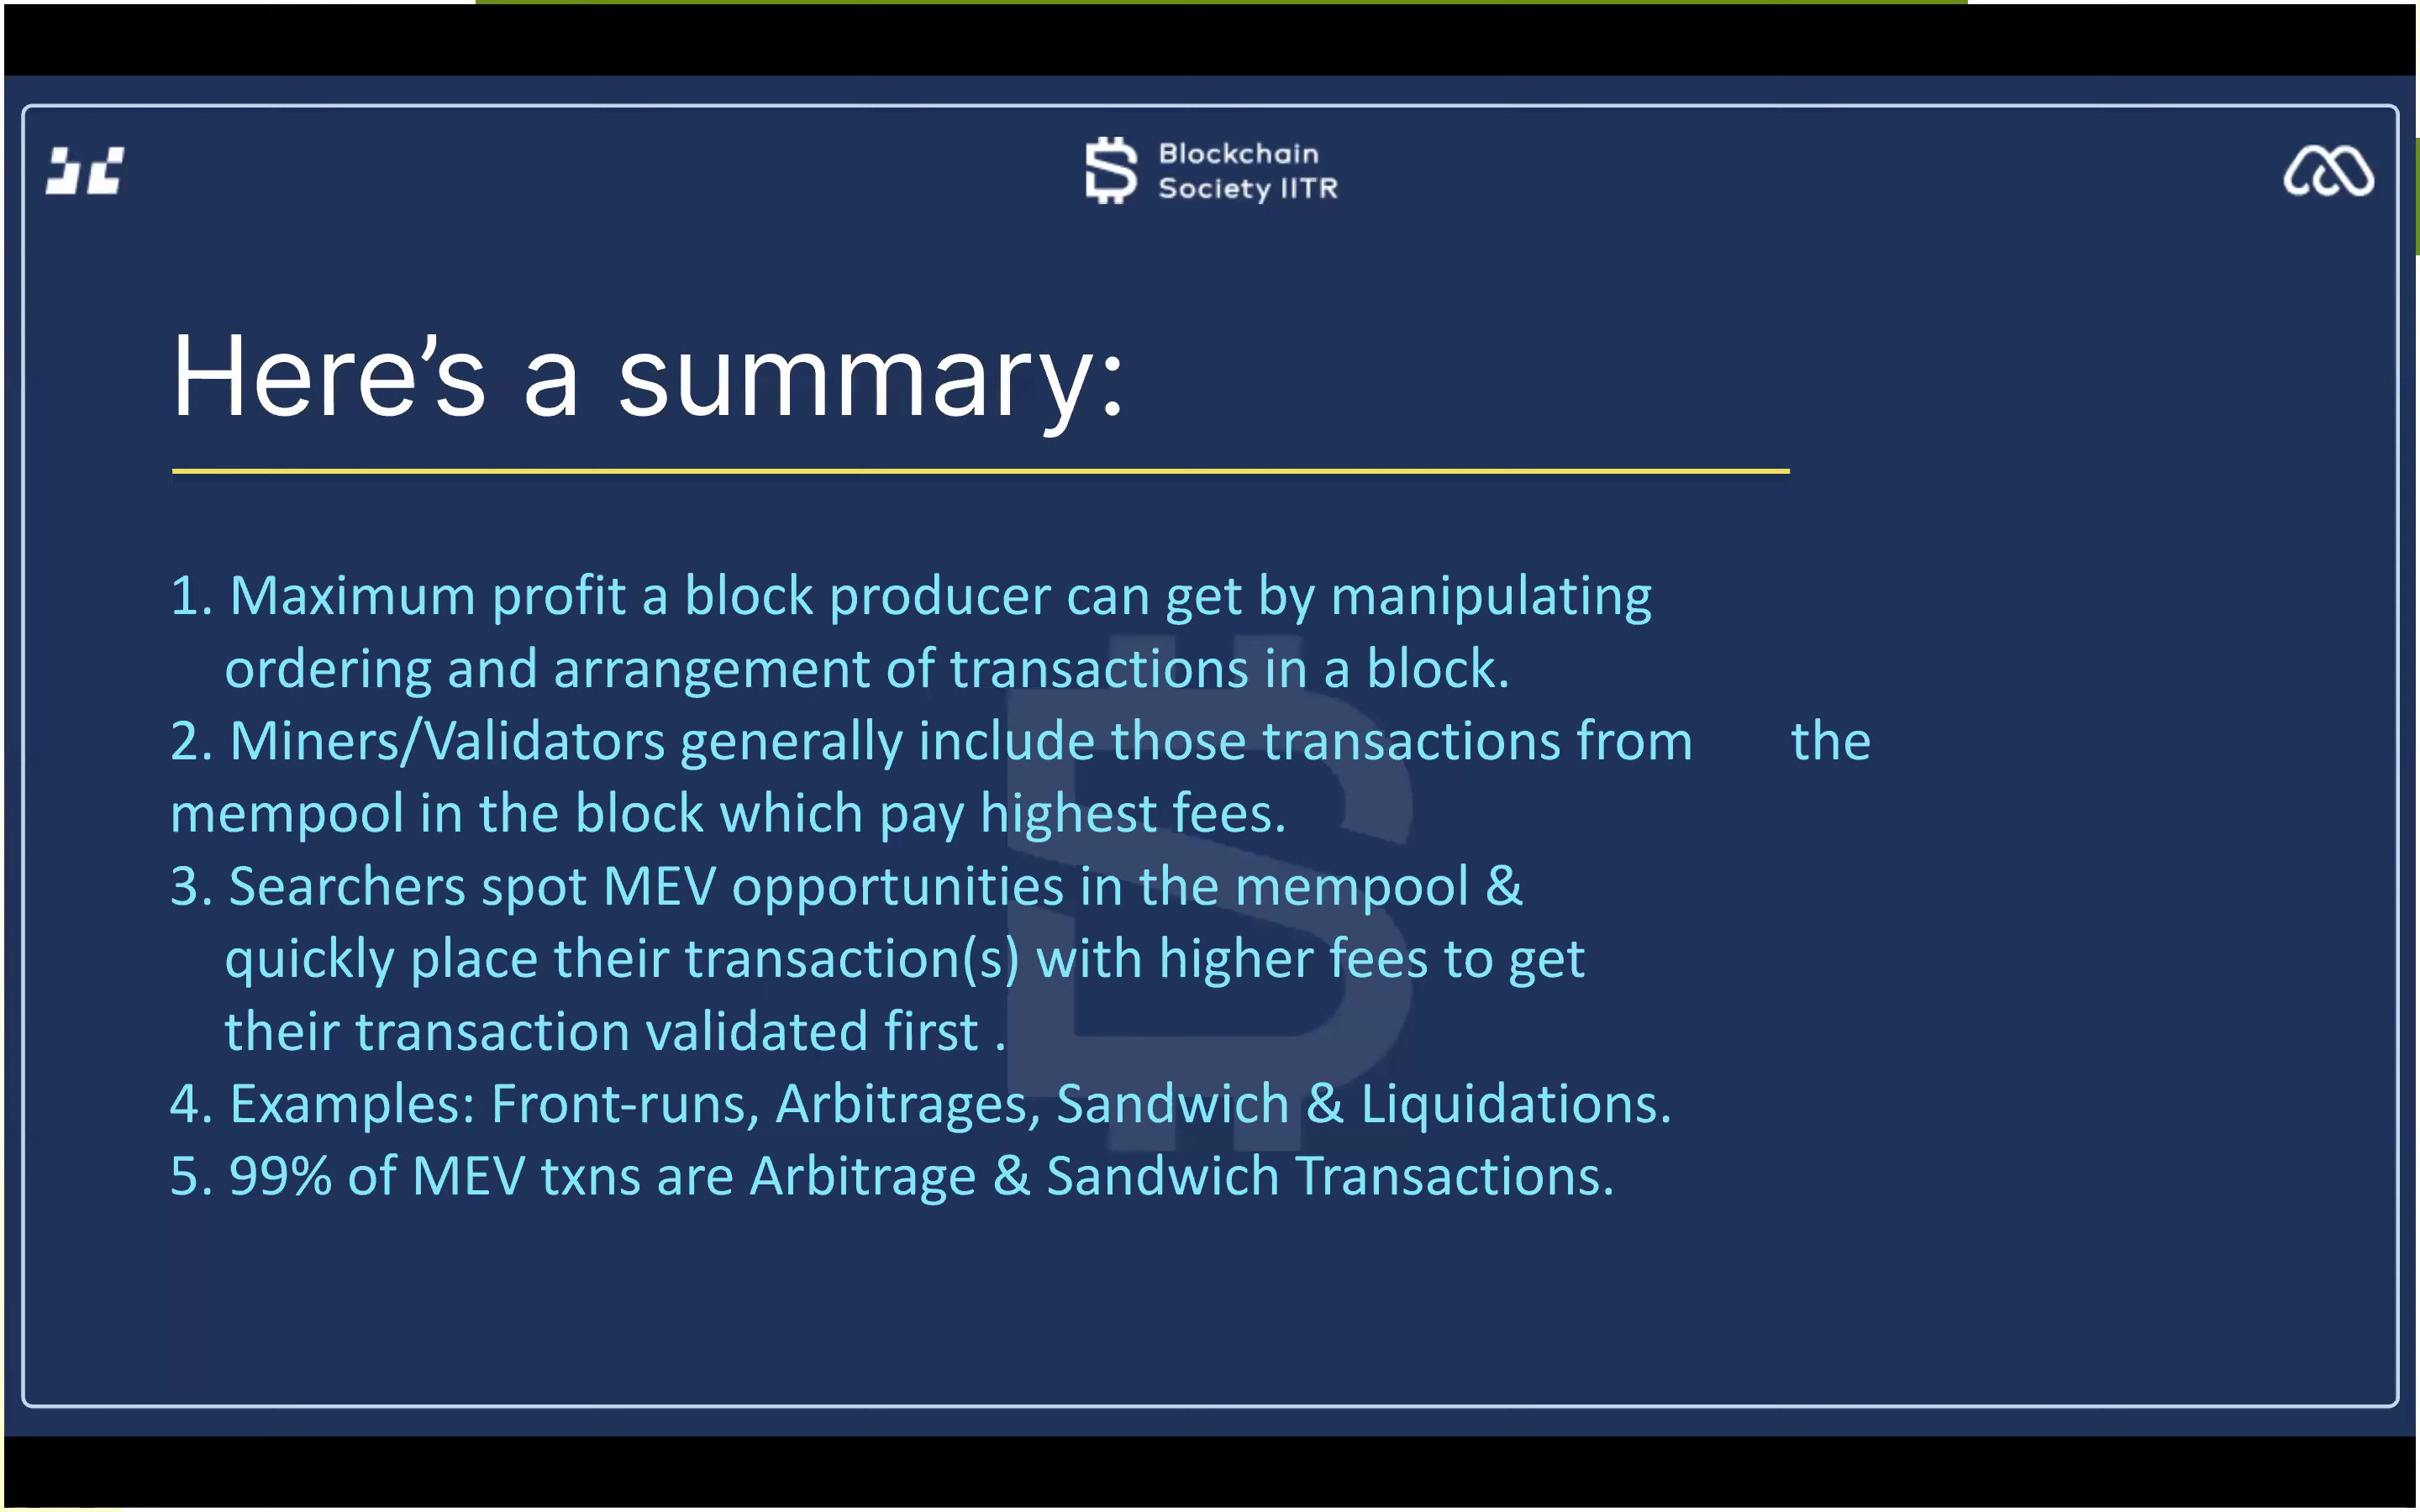 Blockchain
Society IITR
Here’s a summary:
1. Maximum profit a block producer can get by manipulating
ordering and arrangement of transactions in a block.
2. Miners/Validators generally include those transactions from the
mempool in the block which pay highest fees.
3. Searchers spot MEV opportunities in the mempool &
quickly place their transaction(s) with higher fees to get
their transaction validated first .
4. Examples: Front-runs, Arbitrages, Sandwich & Liquidations.
5. 99% of MEV txns are Arbitrage & Sandwich Transactions.